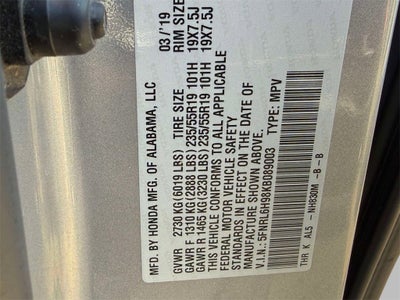 MFD. BY HONDA MFG. OF ALABAMA, LLC 03/'19
GVWR 2730 KG (6019 LBS) TIRE SIZE RIM SIZE
GAWR F 1310 KG (2888 LBS) 235/55R19 101H 19X7.5J
GAWR R 1465 KG (3230 LBS) 235/55R19 101H 19X7.5J
THIS VEHICLE CONFORMS TO ALL APPLICABLE
FEDERAL MOTOR VEHICLE SAFETY
STANDARDS IN EFFECT ON THE DATE OF
MANUFACTURE SHOWN ABOVE.
V.I.N.: 5FNRL6H98KB089003 TYPE: MPV
THR K AL5 - NH830M -B - B